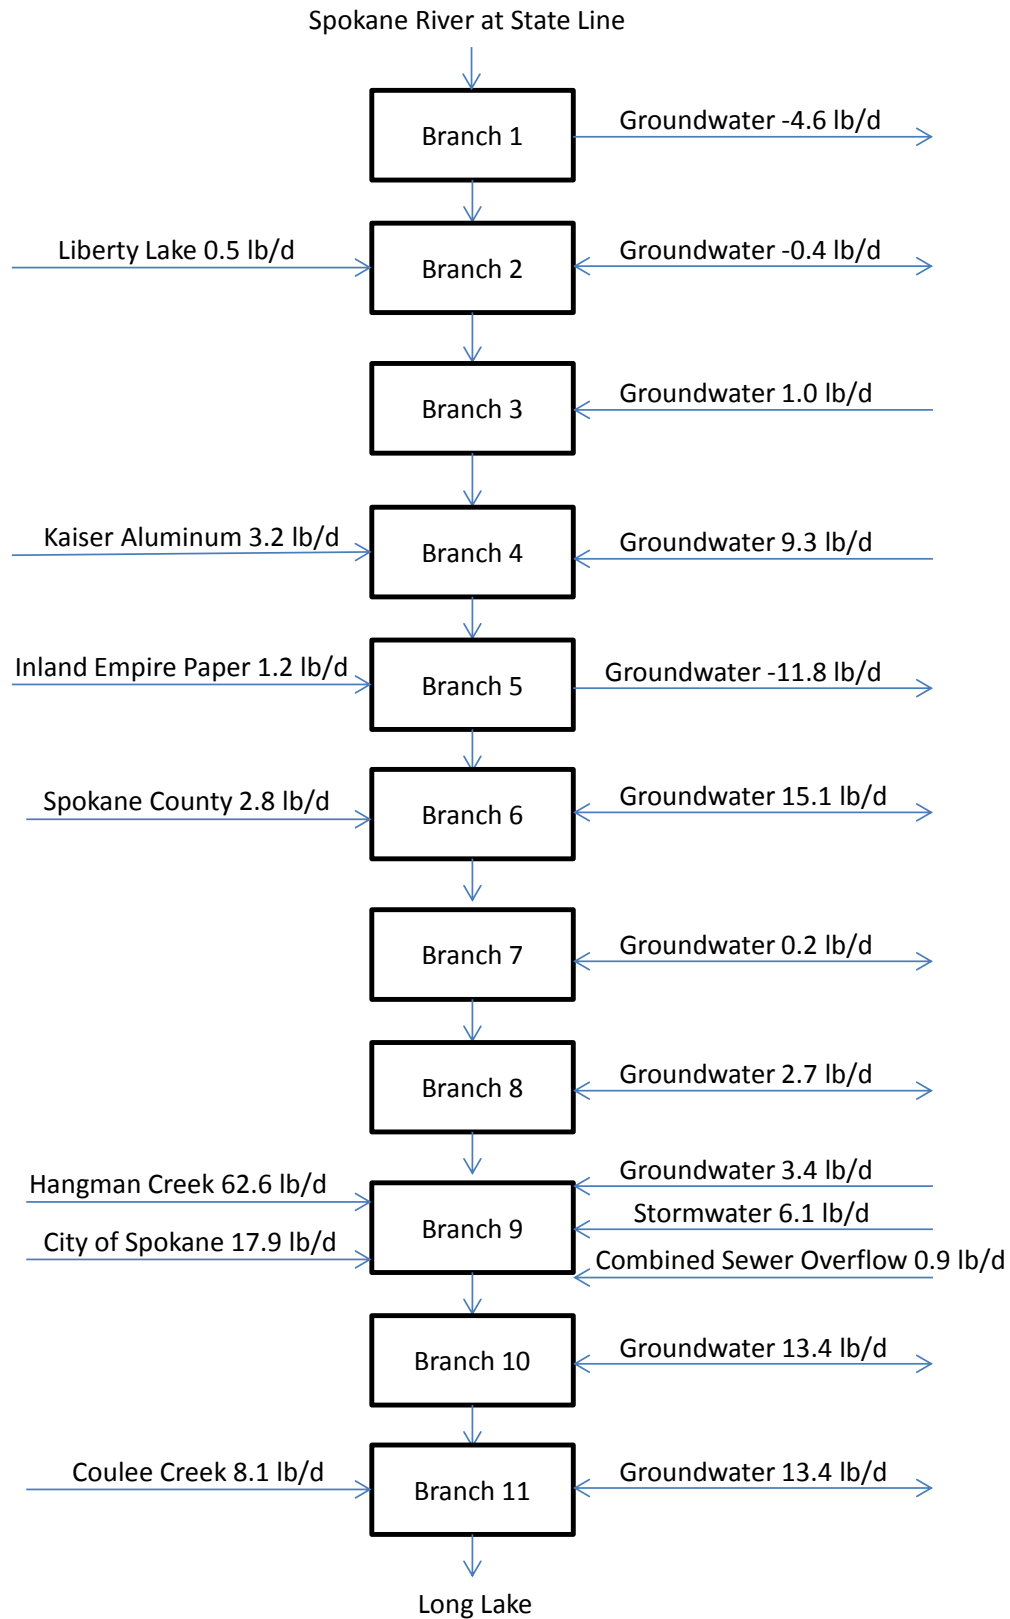 Spokane River at State Line
Branch 1
Groundwater -4.6 lb/d
Liberty Lake 0.5 lb/d
Branch 2
Groundwater -0.4 lb/d
Branch 3
Groundwater 1.0 lb/d
Kaiser Aluminum 3.2 lb/d
Branch 4
Groundwater 9.3 lb/d
Inland Empire Paper 1.2 lb/d
Branch 5
Groundwater -11.8 lb/d
Spokane County 2.8 lb/d
Branch 6
Groundwater 15.1 lb/d
Branch 7
Groundwater 0.2 lb/d
Branch 8
Groundwater 2.7 lb/d
Hangman Creek 62.6 lb/d
City of Spokane 17.9 lb/d
Branch 9
Groundwater 3.4 lb/d
Stormwater 6.1 lb/d
Combined Sewer Overflow 0.9 lb/d
Branch 10
Groundwater 13.4 lb/d
Coulee Creek 8.1 lb/d
Branch 11
Groundwater 13.4 lb/d
Long Lake